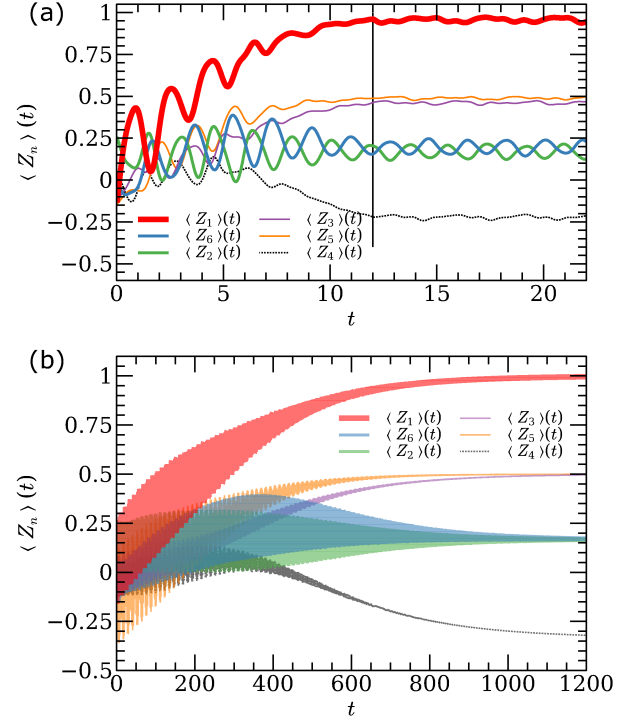 (a)
⟨ Z_n ⟩(t)
1
0.75
0.5
0.25
0
−0.25
−0.5
⟨ Z_1 ⟩(t)
⟨ Z_6 ⟩(t)
⟨ Z_2 ⟩(t)
⟨ Z_3 ⟩(t)
⟨ Z_5 ⟩(t)
⟨ Z_4 ⟩(t)
0 5 10 15 20
t
(b)
⟨ Z_n ⟩(t)
1
0.75
0.5
0.25
0
−0.25
−0.5
⟨ Z_1 ⟩(t)
⟨ Z_6 ⟩(t)
⟨ Z_2 ⟩(t)
⟨ Z_3 ⟩(t)
⟨ Z_5 ⟩(t)
⟨ Z_4 ⟩(t)
0 200 400 600 800 1000 1200
t